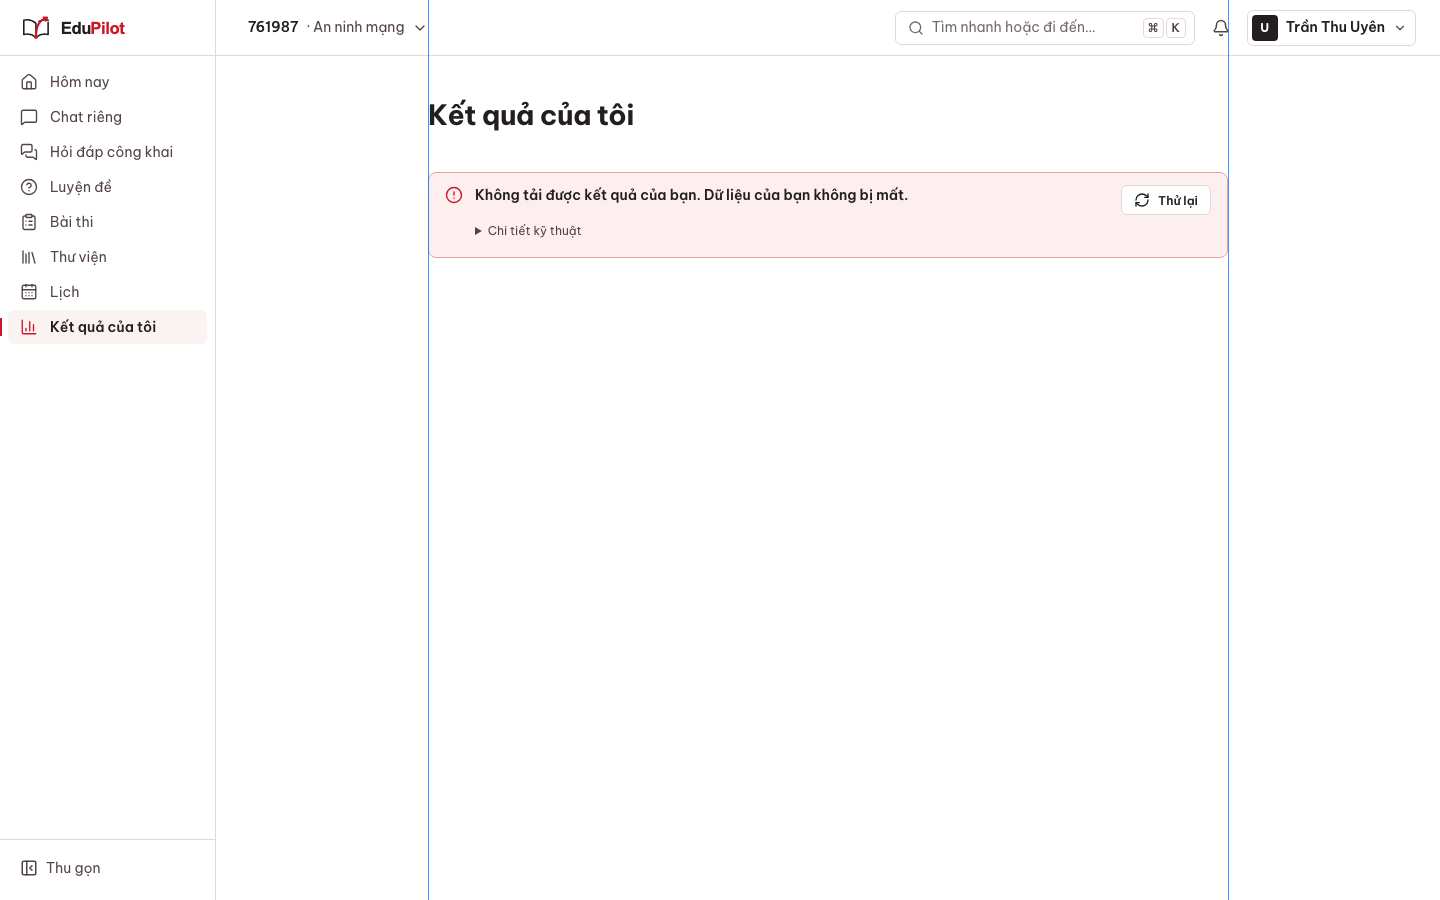 EduPilot
761987 · An ninh mạng
Tìm nhanh hoặc đi đến...
⌘ K
U Trần Thu Uyên
Hôm nay
Chat riêng
Hỏi đáp công khai
Luyện đề
Bài thi
Thư viện
Lịch
Kết quả của tôi
Thu gọn
Kết quả của tôi
Không tải được kết quả của bạn. Dữ liệu của bạn không bị mất.
Thử lại
Chi tiết kỹ thuật